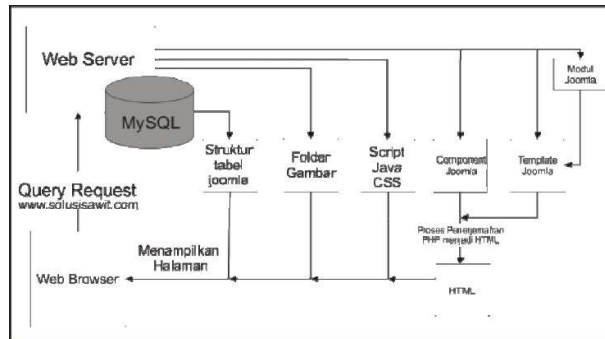 Web Server
MySQL
Modul
Joomla
Struktur
tabel
joomla
Folder
Gambar
Script
Java
CSS
Component
Joomla
Template
Joomla
Query Request
www.solusisawit.com
Proses Penerjemahan
PHP menjadi HTML
Menampilkan
Halaman
Web Browser
HTML